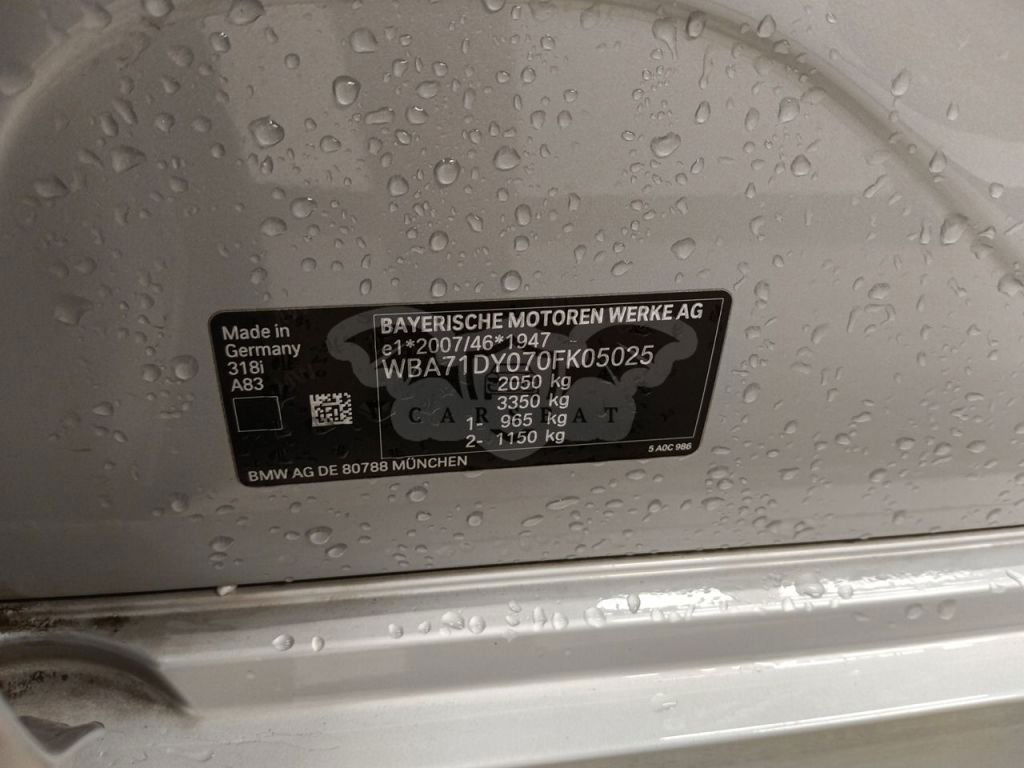 Made in
Germany
318i
A83
BAYERISCHE MOTOREN WERKE AG
e1*2007/46*1947
WBA71DY070FK05025
2050 kg
3350 kg
1- 965 kg
2- 1150 kg
5 A0C 986
BMW AG DE 80788 MÜNCHEN